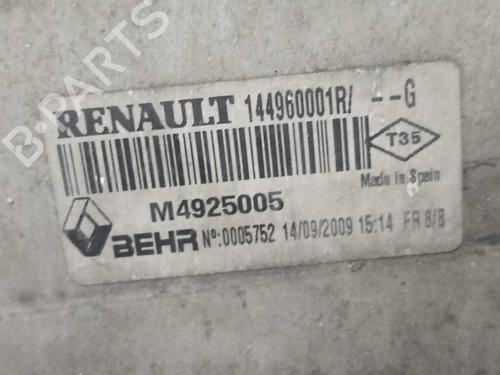 B-PARTS
RENAULT 144960001R/ --G
T35
Made in Spain
M4925005
BEHR Nº:0005752 14/09/2009 15:14 FR 8/B